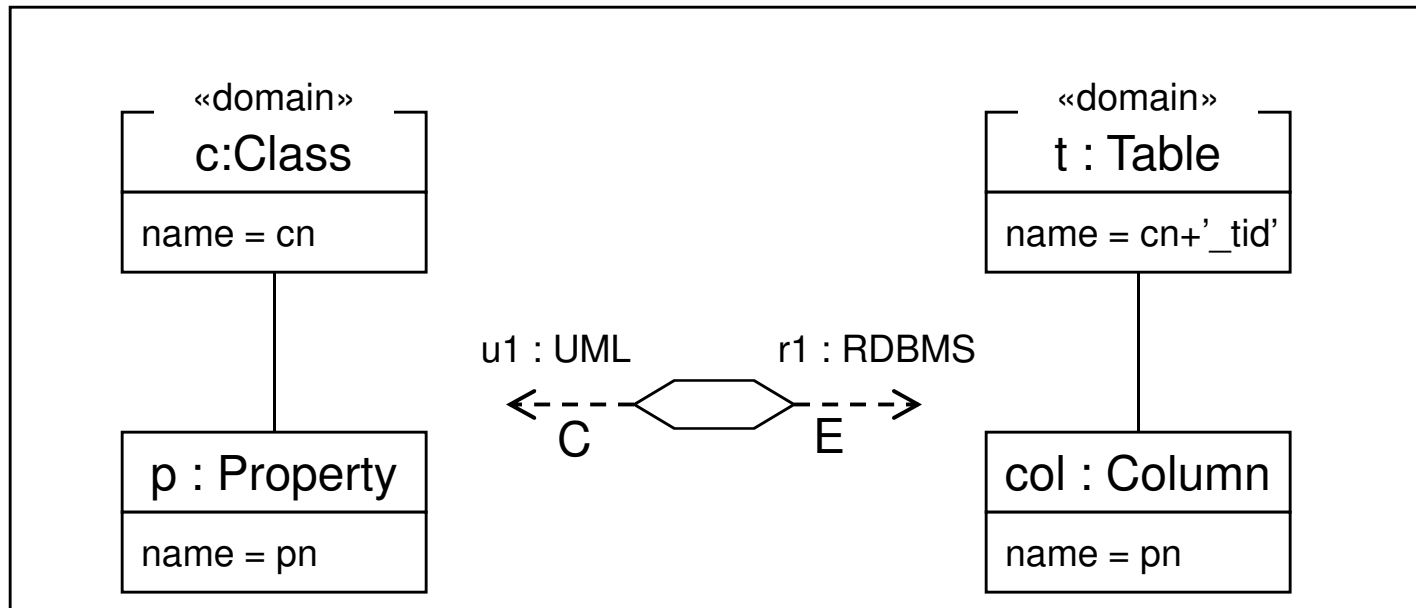 «domain»
c:Class
name = cn
«domain»
t : Table
name = cn+’_tid’
u1 : UML
r1 : RDBMS
C
E
p : Property
name = pn
col : Column
name = pn